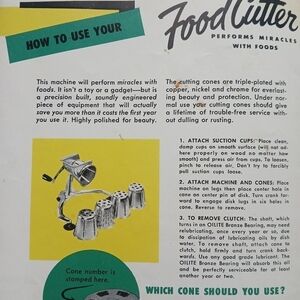 HOW TO USE YOUR
Food Cutter
PERFORMS MIRACLES
WITH FOODS
This machine will perform miracles with
foods. It isn't a toy or a gadget—but is
a precision built, soundly engineered
piece of equipment that will actually
save you more than it costs the first year
you use it. Highly polished for beauty.
The cutting cones are triple-plated with
copper, nickel and chrome for everlast-
ing beauty and protection. Under nor-
mal use your cutting cones should give
a lifetime of trouble-free service with-
out dulling or rusting.
1. ATTACH SUCTION CUPS: Place clean,
damp cups on smooth surface (will not ad-
here properly on wood no matter how
smooth) and press air from cups. To loosen,
pinch to release air. Don't try to forcibly
pull suction cups loose.
2. ATTACH MACHINE AND CONES: Place
machine on legs then place center hole in
cone on center pin of disk. Turn crank for-
ward to engage disk lugs in six holes in
cone. Reverse to remove.
3. TO REMOVE CLUTCH: The shaft, which
turns in an OILITE Bronze Bearing, may need
relubricating, once every year or so, due
to dissipation of lubricating oils by dish
water. To remove shaft, attach cone to
clutch, hold firmly and turn crank back-
wards. Use any good grade lubricant. The
OILITE Bronze Bearing will absorb this oil
and be perfectly serviceable for at least
another year or two.
Cone number is
stamped here.
WHICH CONE SHOULD YOU USE?